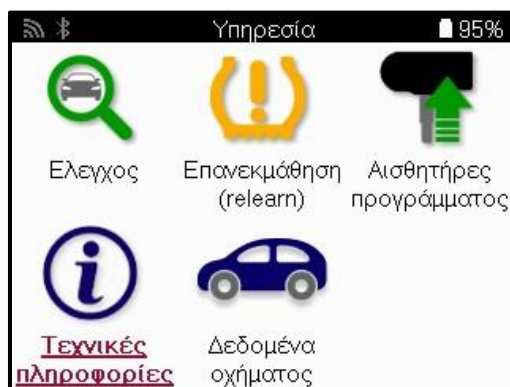 Υπηρεσία 95%
Ελεγχος
Επανεκμάθηση
(relearn)
Αισθητήρες
προγράμματος
Τεχνικές
πληροφορίες
Δεδομένα
οχήματος